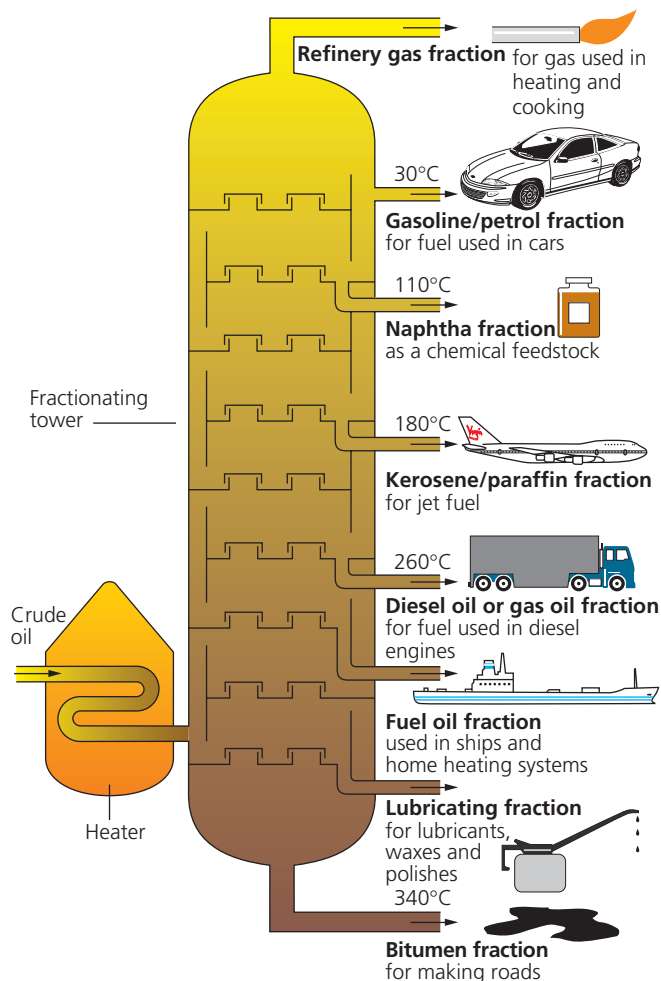 Refinery gas fraction
for gas used in
heating and
cooking
30°C
Gasoline/petrol fraction
for fuel used in cars
110°C
Naphtha fraction
as a chemical feedstock
Fractionating
tower
180°C
Kerosene/paraffin fraction
for jet fuel
260°C
Diesel oil or gas oil fraction
for fuel used in diesel
engines
Crude
oil
Fuel oil fraction
used in ships and
home heating systems
Heater
Lubricating fraction
for lubricants,
waxes and
polishes
340°C
Bitumen fraction
for making roads